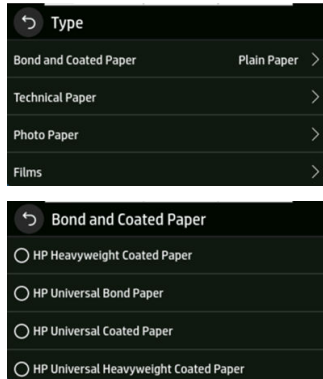 Type
Bond and Coated Paper Plain Paper
Technical Paper
Photo Paper
Films
Bond and Coated Paper
HP Heavyweight Coated Paper
HP Universal Bond Paper
HP Universal Coated Paper
HP Universal Heavyweight Coated Paper